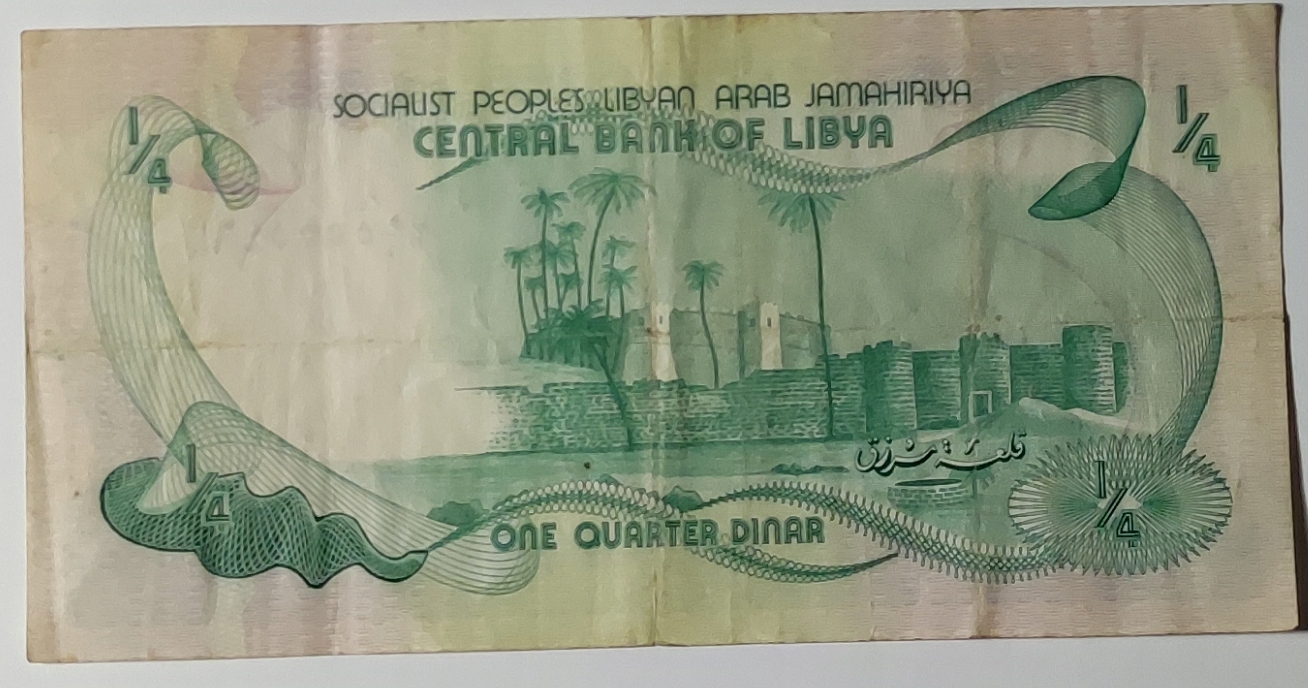 SOCIALIST PEOPLE'S LIBYAN ARAB JAMAHIRIYA
CENTRAL BANK OF LIBYA
1/4
1/4
قلعة مرزق
1/4
1/4
ONE QUARTER DINAR